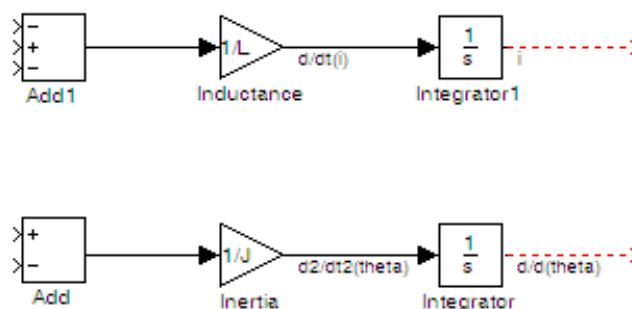 −
+
−
1/L
1
s
d/dt(i)
i
Add1
Inductance
Integrator1
+
−
1/J
1
s
d2/dt2(theta)
d/d(theta)
Add
Inertia
Integrator